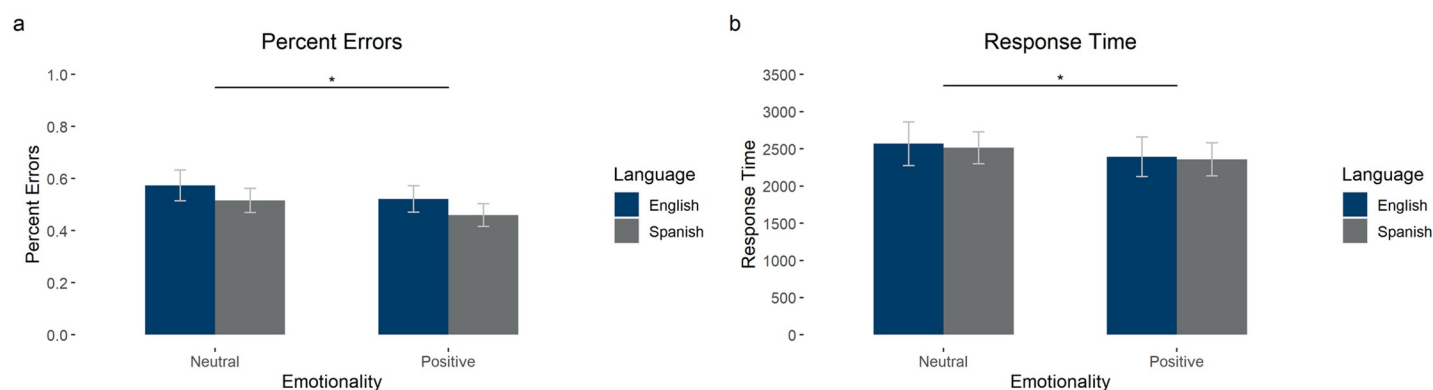 a
Percent Errors
*
1.0
0.8
0.6
0.4
0.2
0.0
Percent Errors
Neutral
Positive
Emotionality
Language
English
Spanish
b
Response Time
*
3500
3000
2500
2000
1500
1000
500
0
Response Time
Neutral
Positive
Emotionality
Language
English
Spanish